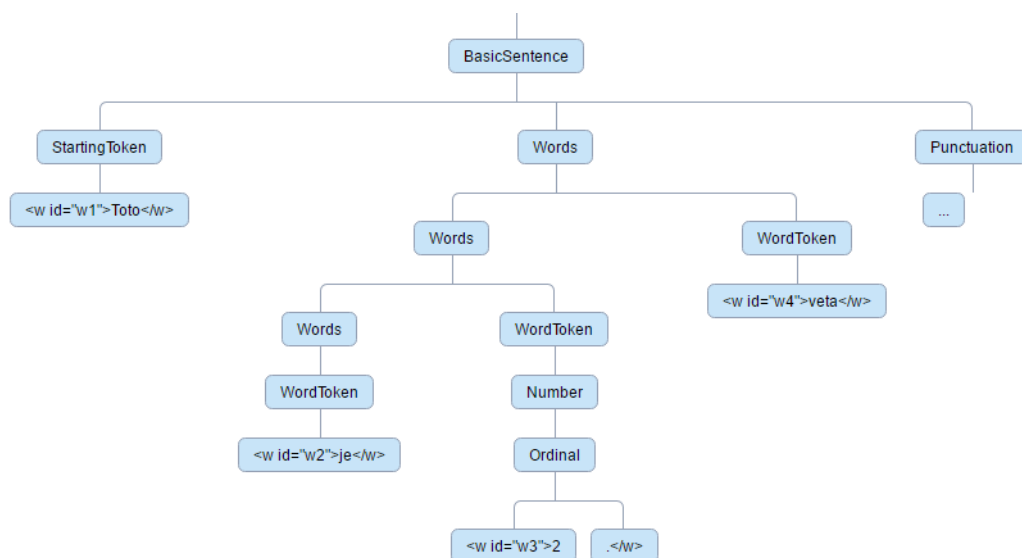 BasicSentence
StartingToken
Words
Punctuation
<w id="w1">Toto</w>
...
Words
WordToken
<w id="w4">veta</w>
Words
WordToken
WordToken
Number
<w id="w2">je</w>
Ordinal
<w id="w3">2
.</w>